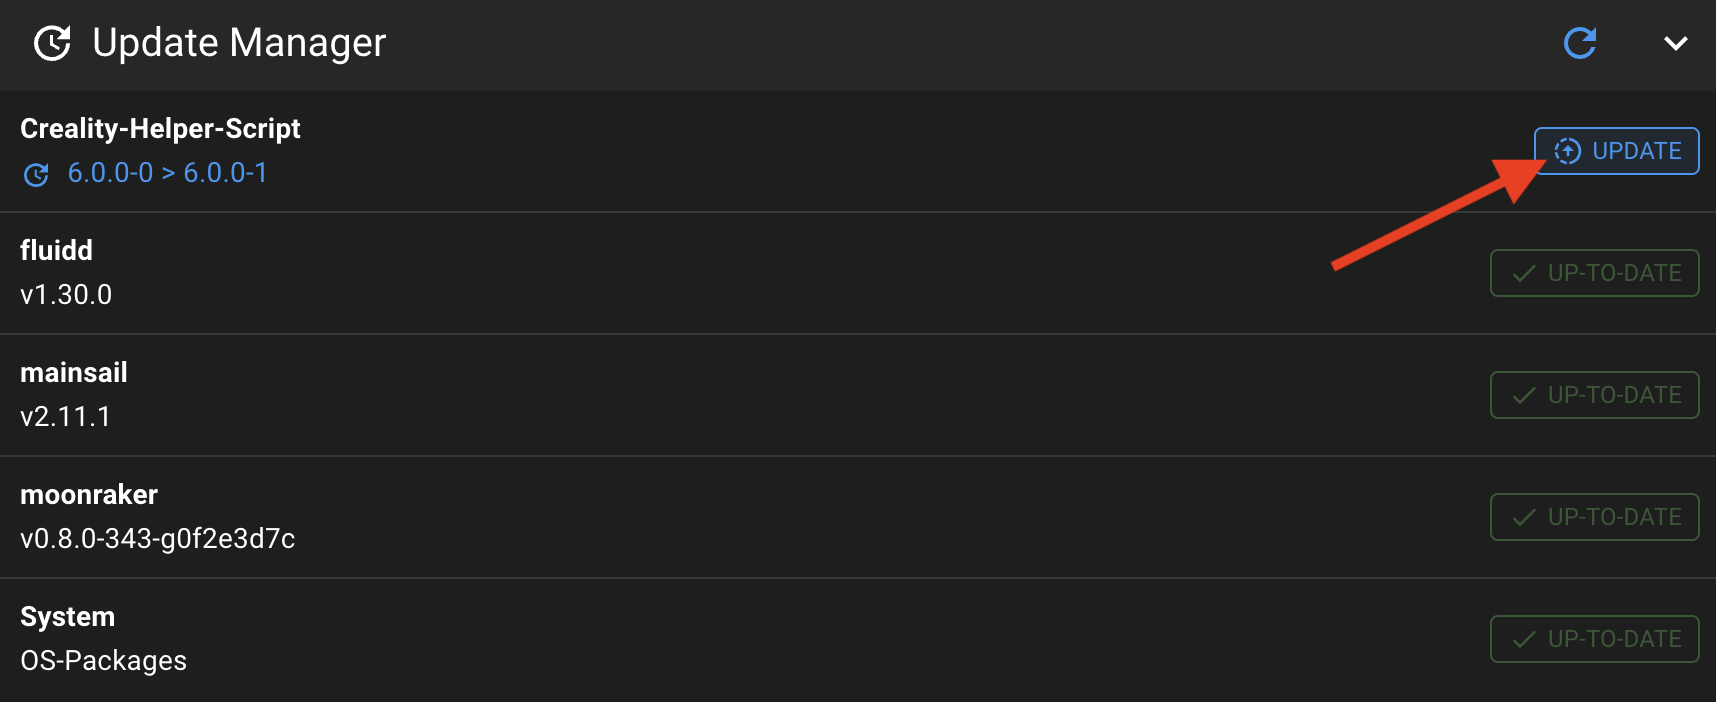 Update Manager
Creality-Helper-Script
6.0.0-0 > 6.0.0-1
UPDATE
fluidd
v1.30.0
UP-TO-DATE
mainsail
v2.11.1
UP-TO-DATE
moonraker
v0.8.0-343-g0f2e3d7c
UP-TO-DATE
System
OS-Packages
UP-TO-DATE